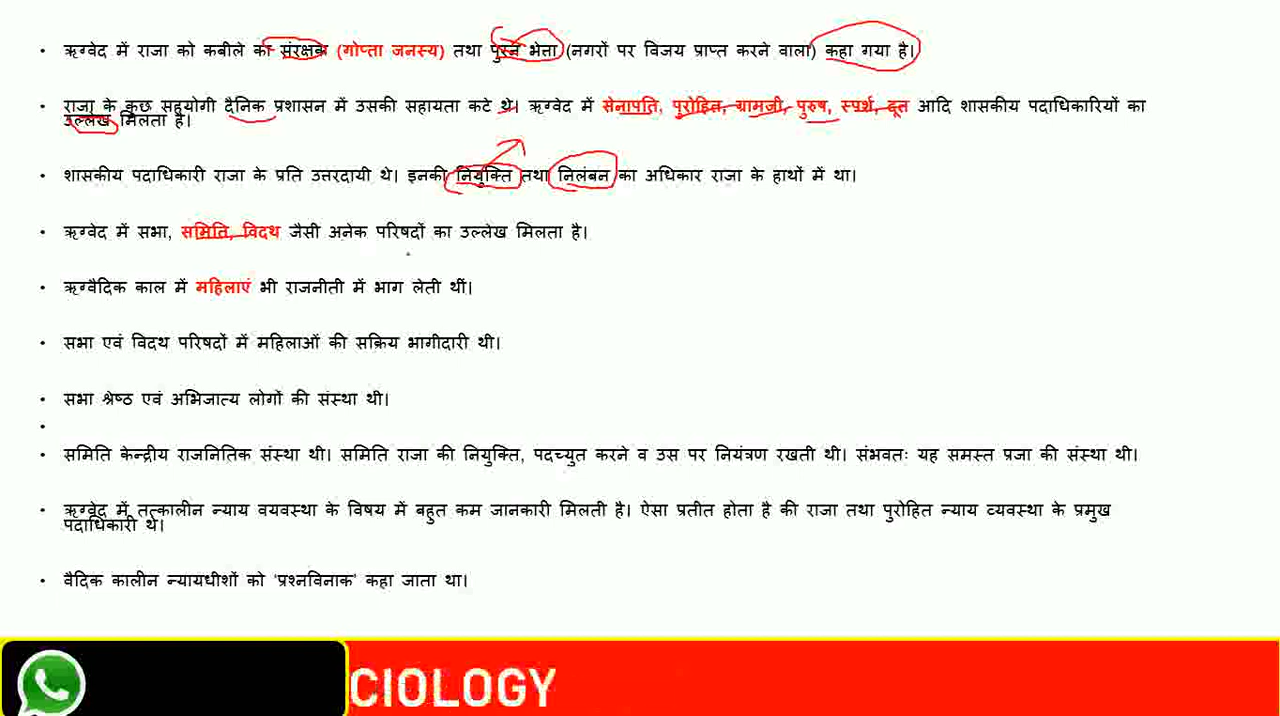 • ऋग्वेद में राजा को कबीले का संरक्षक (गोप्ता जनस्य) तथा पुरन भेत्ता (नगरों पर विजय प्राप्त करने वाला) कहा गया है।
• राजा के कुछ सहयोगी दैनिक प्रशासन में उसकी सहायता कटे थे। ऋग्वेद में सेनापति, पुरोहित, ग्रामजी, पुरुष, स्पर्श, दूत आदि शासकीय पदाधिकारियों का
उल्लेख मिलता है।
• शासकीय पदाधिकारी राजा के प्रति उत्तरदायी थे। इनकी नियुक्ति तथा निलंबन का अधिकार राजा के हाथों में था।
• ऋग्वेद में सभा, समिति, विदथ जैसी अनेक परिषदों का उल्लेख मिलता है।
• ऋग्वैदिक काल में महिलाएं भी राजनीती में भाग लेती थीं।
• सभा एवं विदथ परिषदों में महिलाओं की सक्रिय भागीदारी थी।
• सभा श्रेष्ठ एवं अभिजात्य लोगों की संस्था थी।
•
• समिति केन्द्रीय राजनितिक संस्था थी। समिति राजा की नियुक्ति, पदच्युत करने व उस पर नियंत्रण रखती थी। संभवतः यह समस्त प्रजा की संस्था थी।
• ऋग्वेद में तत्कालीन न्याय वयवस्था के विषय में बहुत कम जानकारी मिलती है। ऐसा प्रतीत होता है की राजा तथा पुरोहित न्याय व्यवस्था के प्रमुख
पदाधिकारी थे।
• वैदिक कालीन न्यायधीशों को 'प्रश्नविनाक' कहा जाता था।
CIOLOGY